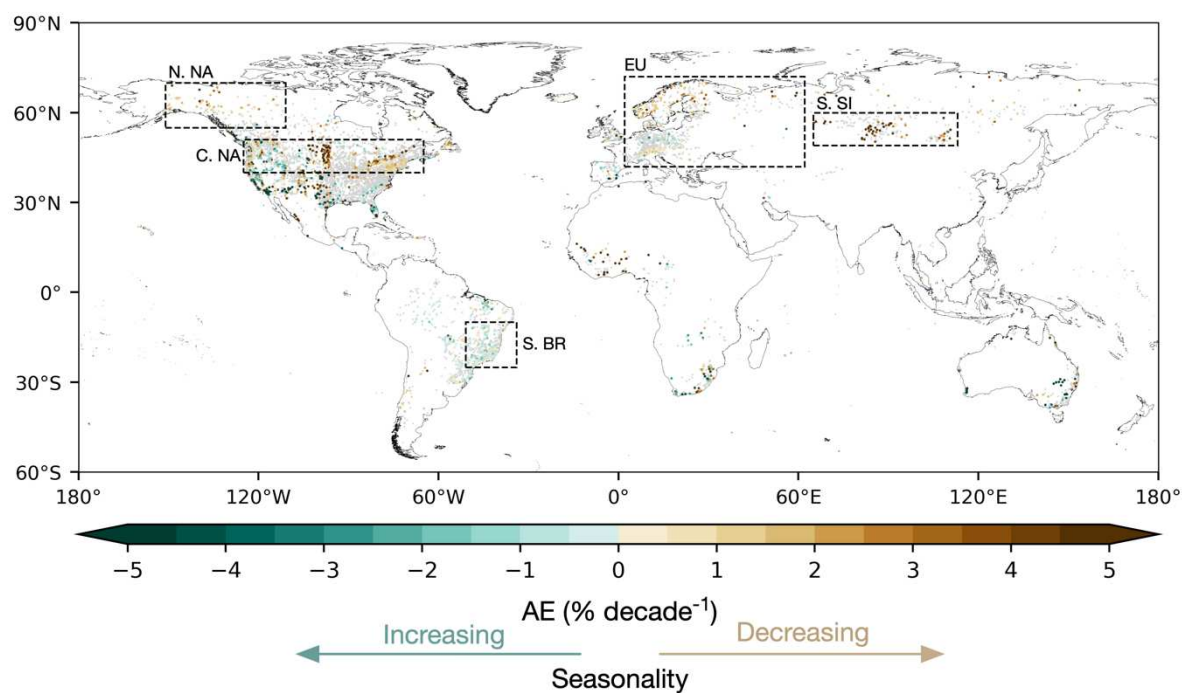 90°N
N. NA
EU
60°N
S. SI
C. NA
30°N
0°
S. BR
30°S
60°S
180° 120°W 60°W 0° 60°E 120°E 180°
−5 −4 −3 −2 −1 0 1 2 3 4 5
AE (% decade⁻¹)
Increasing Decreasing
Seasonality